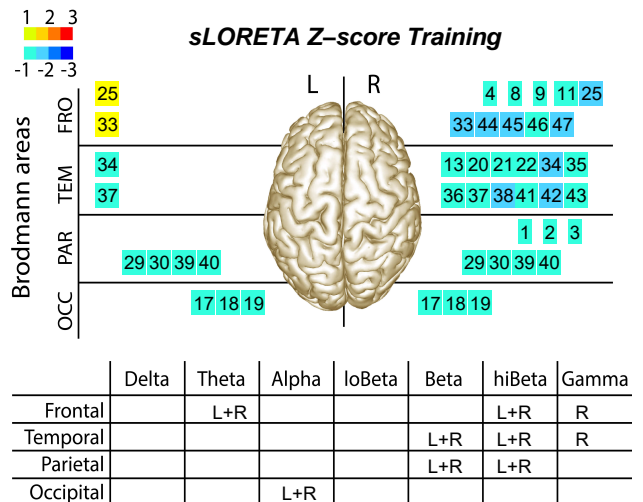 1 2 3
-1 -2 -3
sLORETA Z–score Training
L R
Brodmann areas
FRO
25 4 8 9 11 25
33 33 44 45 46 47
TEM
34 13 20 21 22 34 35
37 36 37 38 41 42 43
PAR
1 2 3
29 30 39 40 29 30 39 40
OCC
17 18 19 17 18 19
Delta Theta Alpha loBeta Beta hiBeta Gamma
Frontal L+R L+R R
Temporal L+R L+R R
Parietal L+R L+R
Occipital L+R